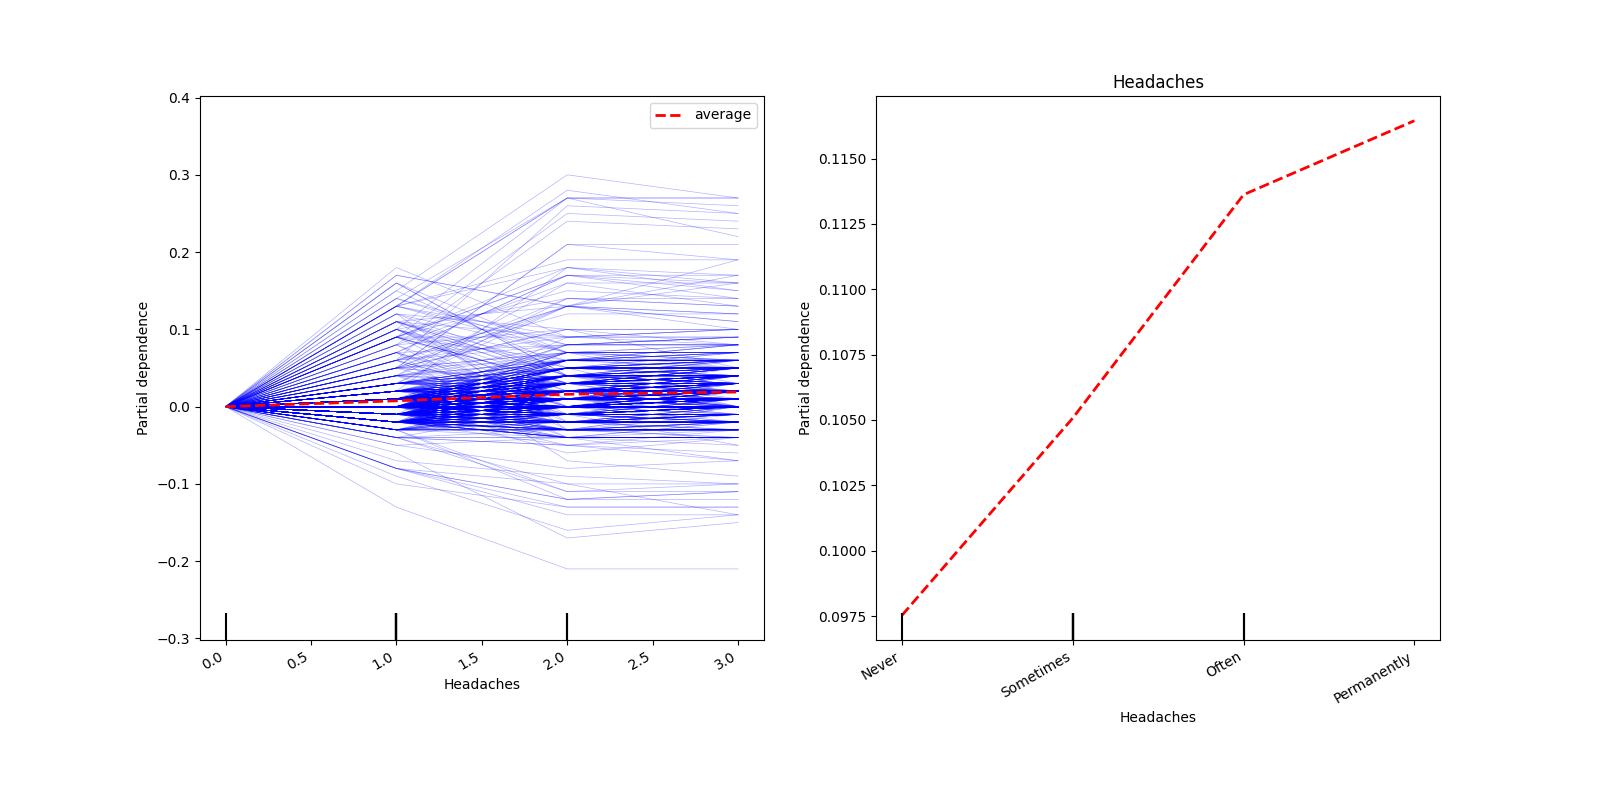 0.4
0.3
0.2
0.1
0.0
−0.1
−0.2
−0.3
Partial dependence
average
0.0
0.5
1.0
1.5
2.0
2.5
3.0
Headaches
Headaches
0.1150
0.1125
0.1100
0.1075
0.1050
0.1025
0.1000
0.0975
Partial dependence
Never
Sometimes
Often
Permanently
Headaches